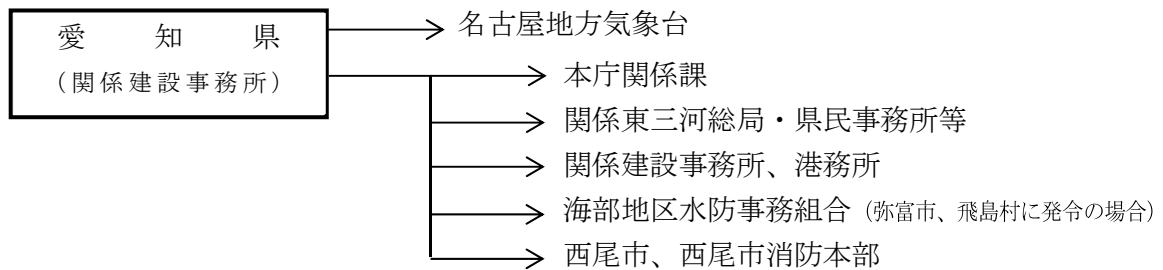 愛知県
(関係建設事務所)
名古屋地方気象台
本庁関係課
関係東三河総局・県民事務所等
関係建設事務所、港務所
海部地区水防事務組合(弥富市、飛島村に発令の場合)
西尾市、西尾市消防本部